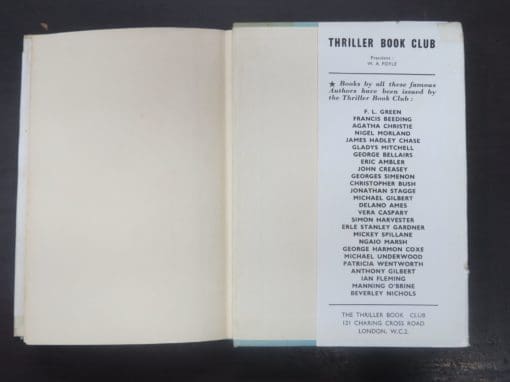 THRILLER BOOK CLUB
President :
W. A. FOYLE
★ Books by all these famous
Authors have been issued by
the Thriller Book Club :
F. L. GREEN
FRANCIS BEEDING
AGATHA CHRISTIE
NIGEL MORLAND
JAMES HADLEY CHASE
GLADYS MITCHELL
GEORGE BELLAIRS
ERIC AMBLER
JOHN CREASEY
GEORGES SIMENON
CHRISTOPHER BUSH
JONATHAN STAGGE
MICHAEL GILBERT
DELANO AMES
VERA CASPARY
SIMON HARVESTER
ERLE STANLEY GARDNER
MICKEY SPILLANE
NGAIO MARSH
GEORGE HARMON COXE
MICHAEL UNDERWOOD
PATRICIA WENTWORTH
ANTHONY GILBERT
IAN FLEMING
MANNING O'BRINE
BEVERLEY NICHOLS
THE THRILLER BOOK CLUB
121 CHARING CROSS ROAD
LONDON, W.C.2.